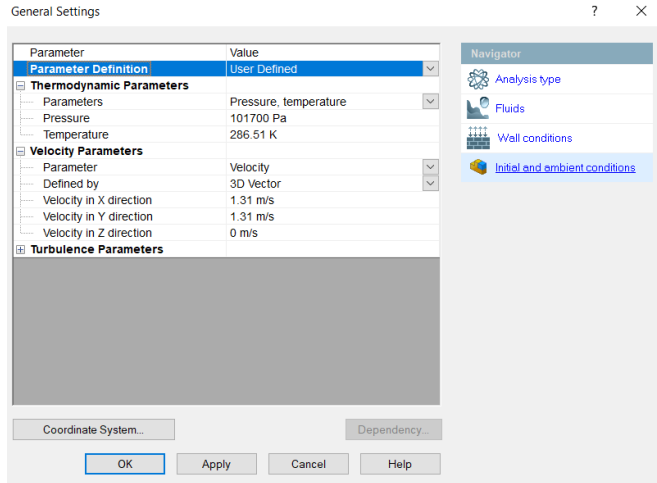 General Settings ? ×
Parameter Value
Parameter Definition User Defined
Thermodynamic Parameters
Parameters Pressure, temperature
Pressure 101700 Pa
Temperature 286.51 K
Velocity Parameters
Parameter Velocity
Defined by 3D Vector
Velocity in X direction 1.31 m/s
Velocity in Y direction 1.31 m/s
Velocity in Z direction 0 m/s
Turbulence Parameters
Coordinate System... Dependency...
OK Apply Cancel Help
Navigator
Analysis type
Fluids
Wall conditions
Initial and ambient conditions